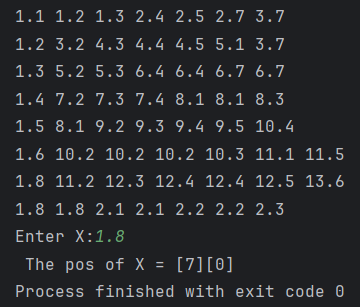 1.1 1.2 1.3 2.4 2.5 2.7 3.7
1.2 3.2 4.3 4.4 4.5 5.1 3.7
1.3 5.2 5.3 6.4 6.4 6.7 6.7
1.4 7.2 7.3 7.4 8.1 8.1 8.3
1.5 8.1 9.2 9.3 9.4 9.5 10.4
1.6 10.2 10.2 10.2 10.3 11.1 11.5
1.8 11.2 12.3 12.4 12.4 12.5 13.6
1.8 1.8 2.1 2.1 2.2 2.2 2.3
Enter X:1.8
 The pos of X = [7][0]
Process finished with exit code 0